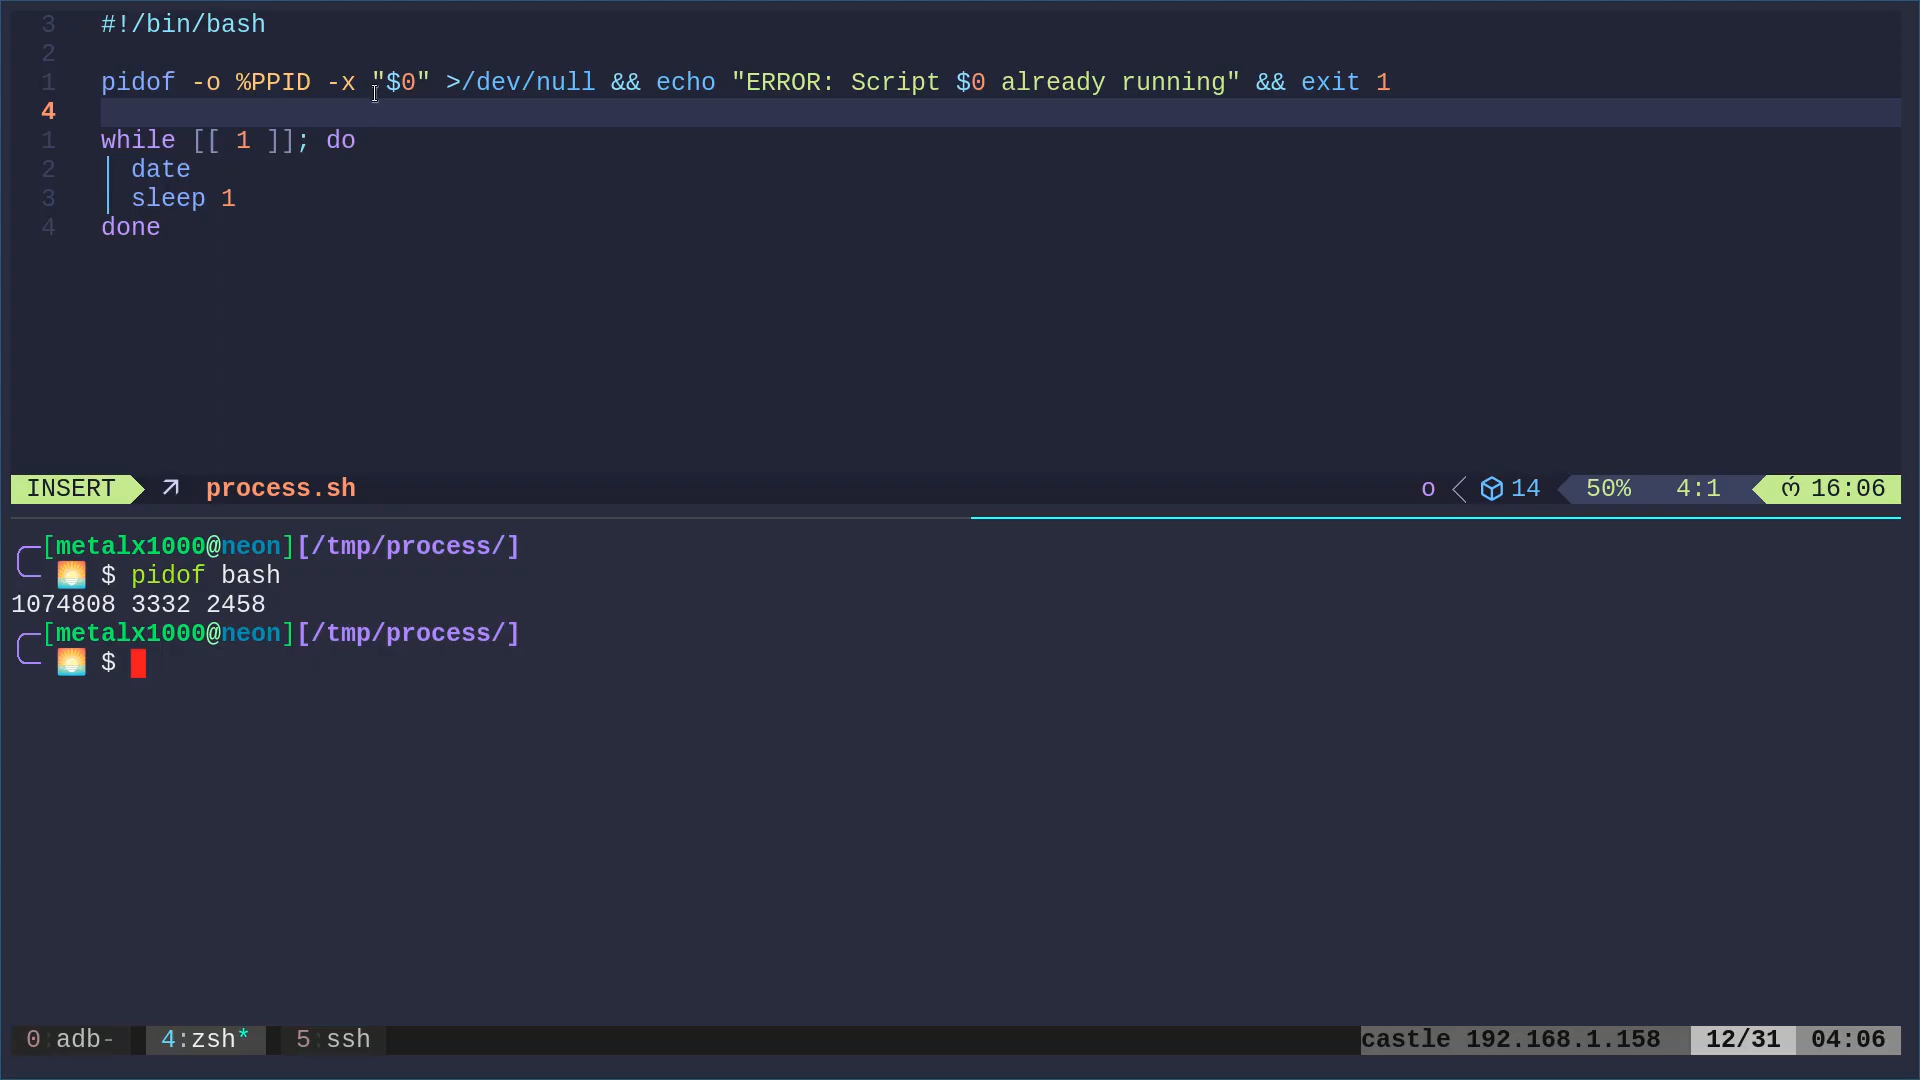 3 #!/bin/bash
2
1 pidof -o %PPID -x "$0" >/dev/null && echo "ERROR: Script $0 already running" && exit 1
4
1 while [[ 1 ]]; do
2 date
3 sleep 1
4 done
INSERT process.sh o 14 50% 4:1 16:06
[metalx1000@neon][/tmp/process/]
$ pidof bash
1074808 3332 2458
[metalx1000@neon][/tmp/process/]
$
0:adb- 4:zsh* 5:ssh castle 192.168.1.158 12/31 04:06